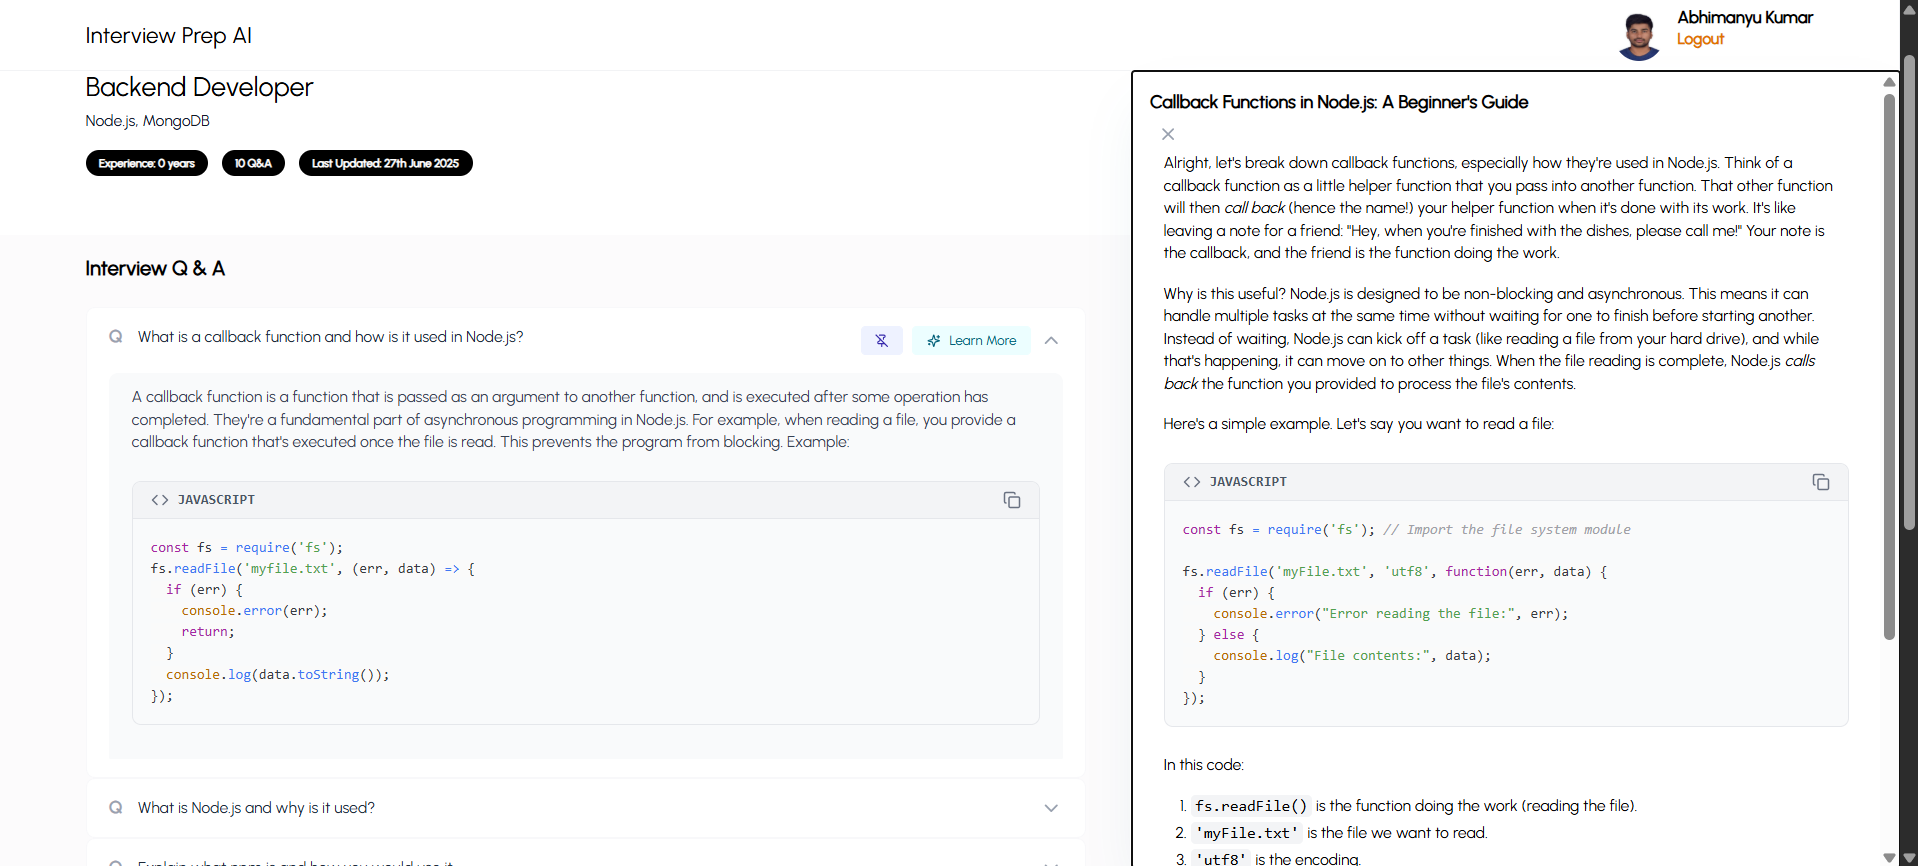 Interview Prep AI
Abhimanyu Kumar
Logout
Backend Developer
Node.js, MongoDB
Experience: 0 years
10 Q&A
Last Updated: 27th June 2025
Interview Q & A
Q What is a callback function and how is it used in Node.js?
Learn More
A callback function is a function that is passed as an argument to another function, and is executed after some operation has
completed. They're a fundamental part of asynchronous programming in Node.js. For example, when reading a file, you provide a
callback function that's executed once the file is read. This prevents the program from blocking. Example:
<> JAVASCRIPT
const fs = require('fs');
fs.readFile('myfile.txt', (err, data) => {
  if (err) {
    console.error(err);
    return;
  }
  console.log(data.toString());
});
Q What is Node.js and why is it used?
Q Explain what npm is and how you would use it.
Callback Functions in Node.js: A Beginner's Guide
Alright, let's break down callback functions, especially how they're used in Node.js. Think of a
callback function as a little helper function that you pass into another function. That other function
will then call back (hence the name!) your helper function when it's done with its work. It's like
leaving a note for a friend: "Hey, when you're finished with the dishes, please call me!" Your note is
the callback, and the friend is the function doing the work.
Why is this useful? Node.js is designed to be non-blocking and asynchronous. This means it can
handle multiple tasks at the same time without waiting for one to finish before starting another.
Instead of waiting, Node.js can kick off a task (like reading a file from your hard drive), and while
that's happening, it can move on to other things. When the file reading is complete, Node.js calls
back the function you provided to process the file's contents.
Here's a simple example. Let's say you want to read a file:
<> JAVASCRIPT
const fs = require('fs'); // Import the file system module
fs.readFile('myFile.txt', 'utf8', function(err, data) {
  if (err) {
    console.error("Error reading the file:", err);
  } else {
    console.log("File contents:", data);
  }
});
In this code:
1. fs.readFile() is the function doing the work (reading the file).
2. 'myFile.txt' is the file we want to read.
3. 'utf8' is the encoding.